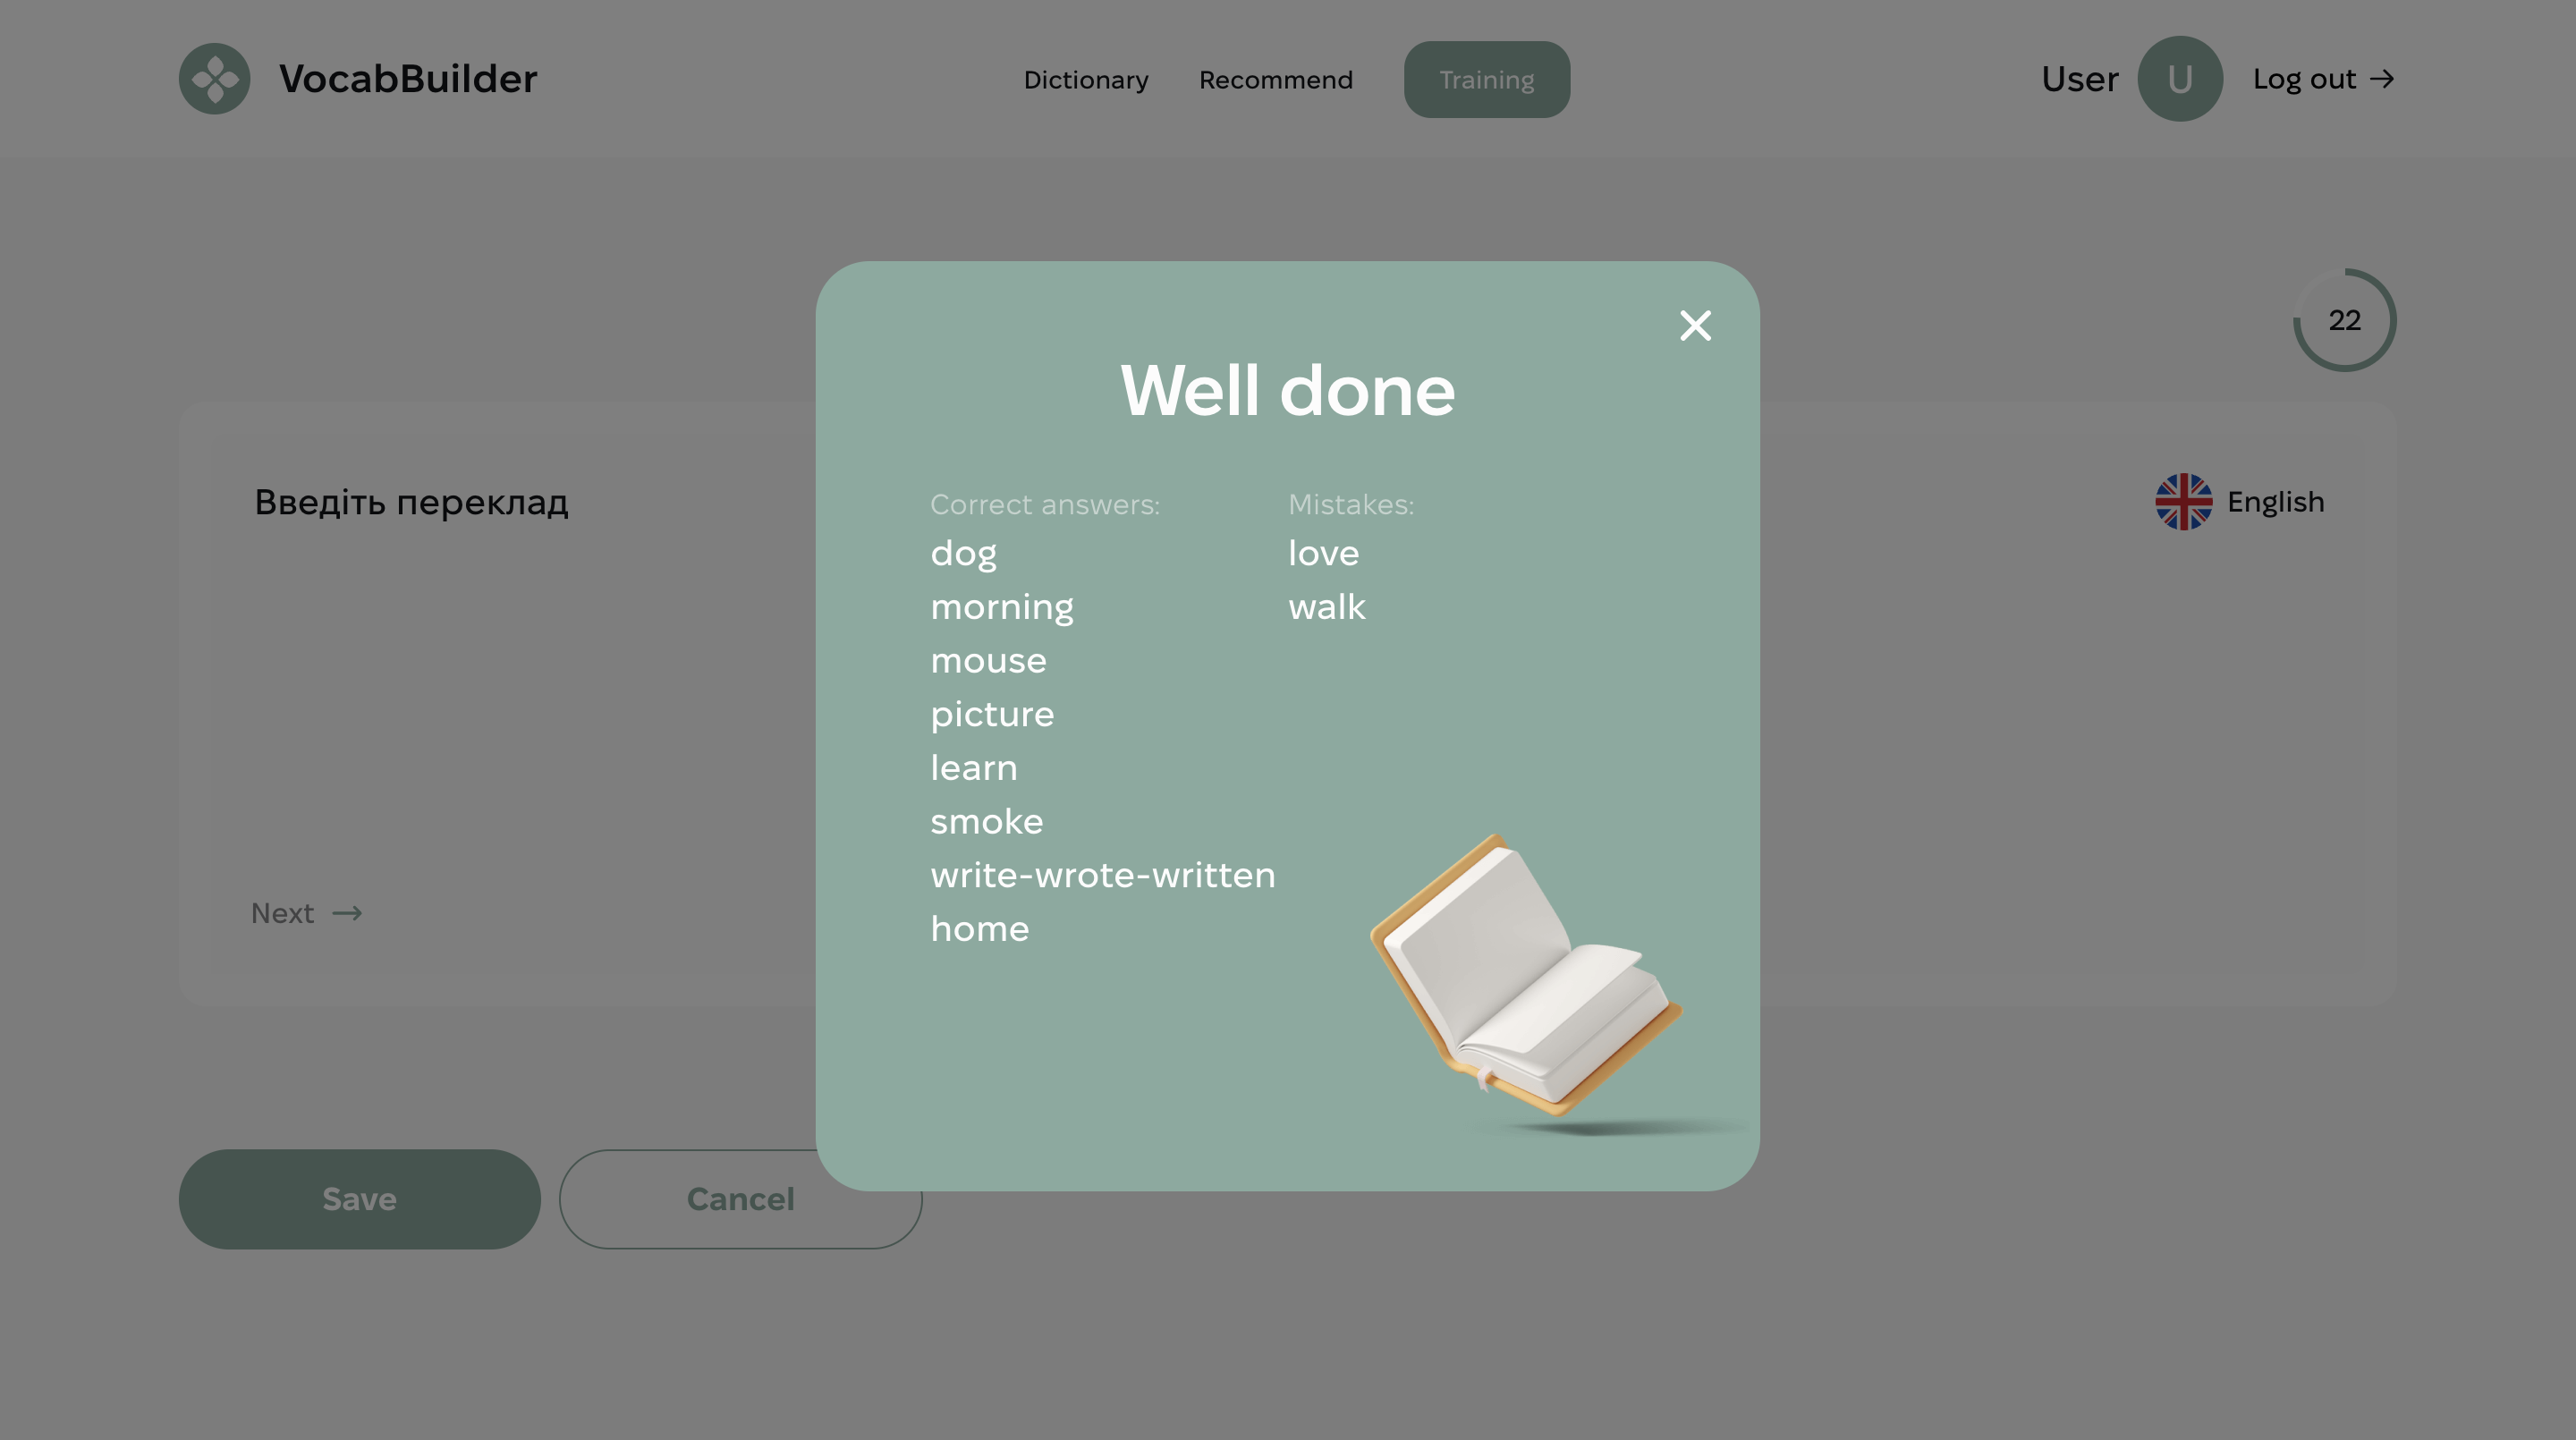 VocabBuilder
Dictionary Recommend Training
User U Log out
22
Well done
Введіть переклад
English
Correct answers:
dog
morning
mouse
picture
learn
smoke
write-wrote-written
home
Mistakes:
love
walk
Next
Save Cancel